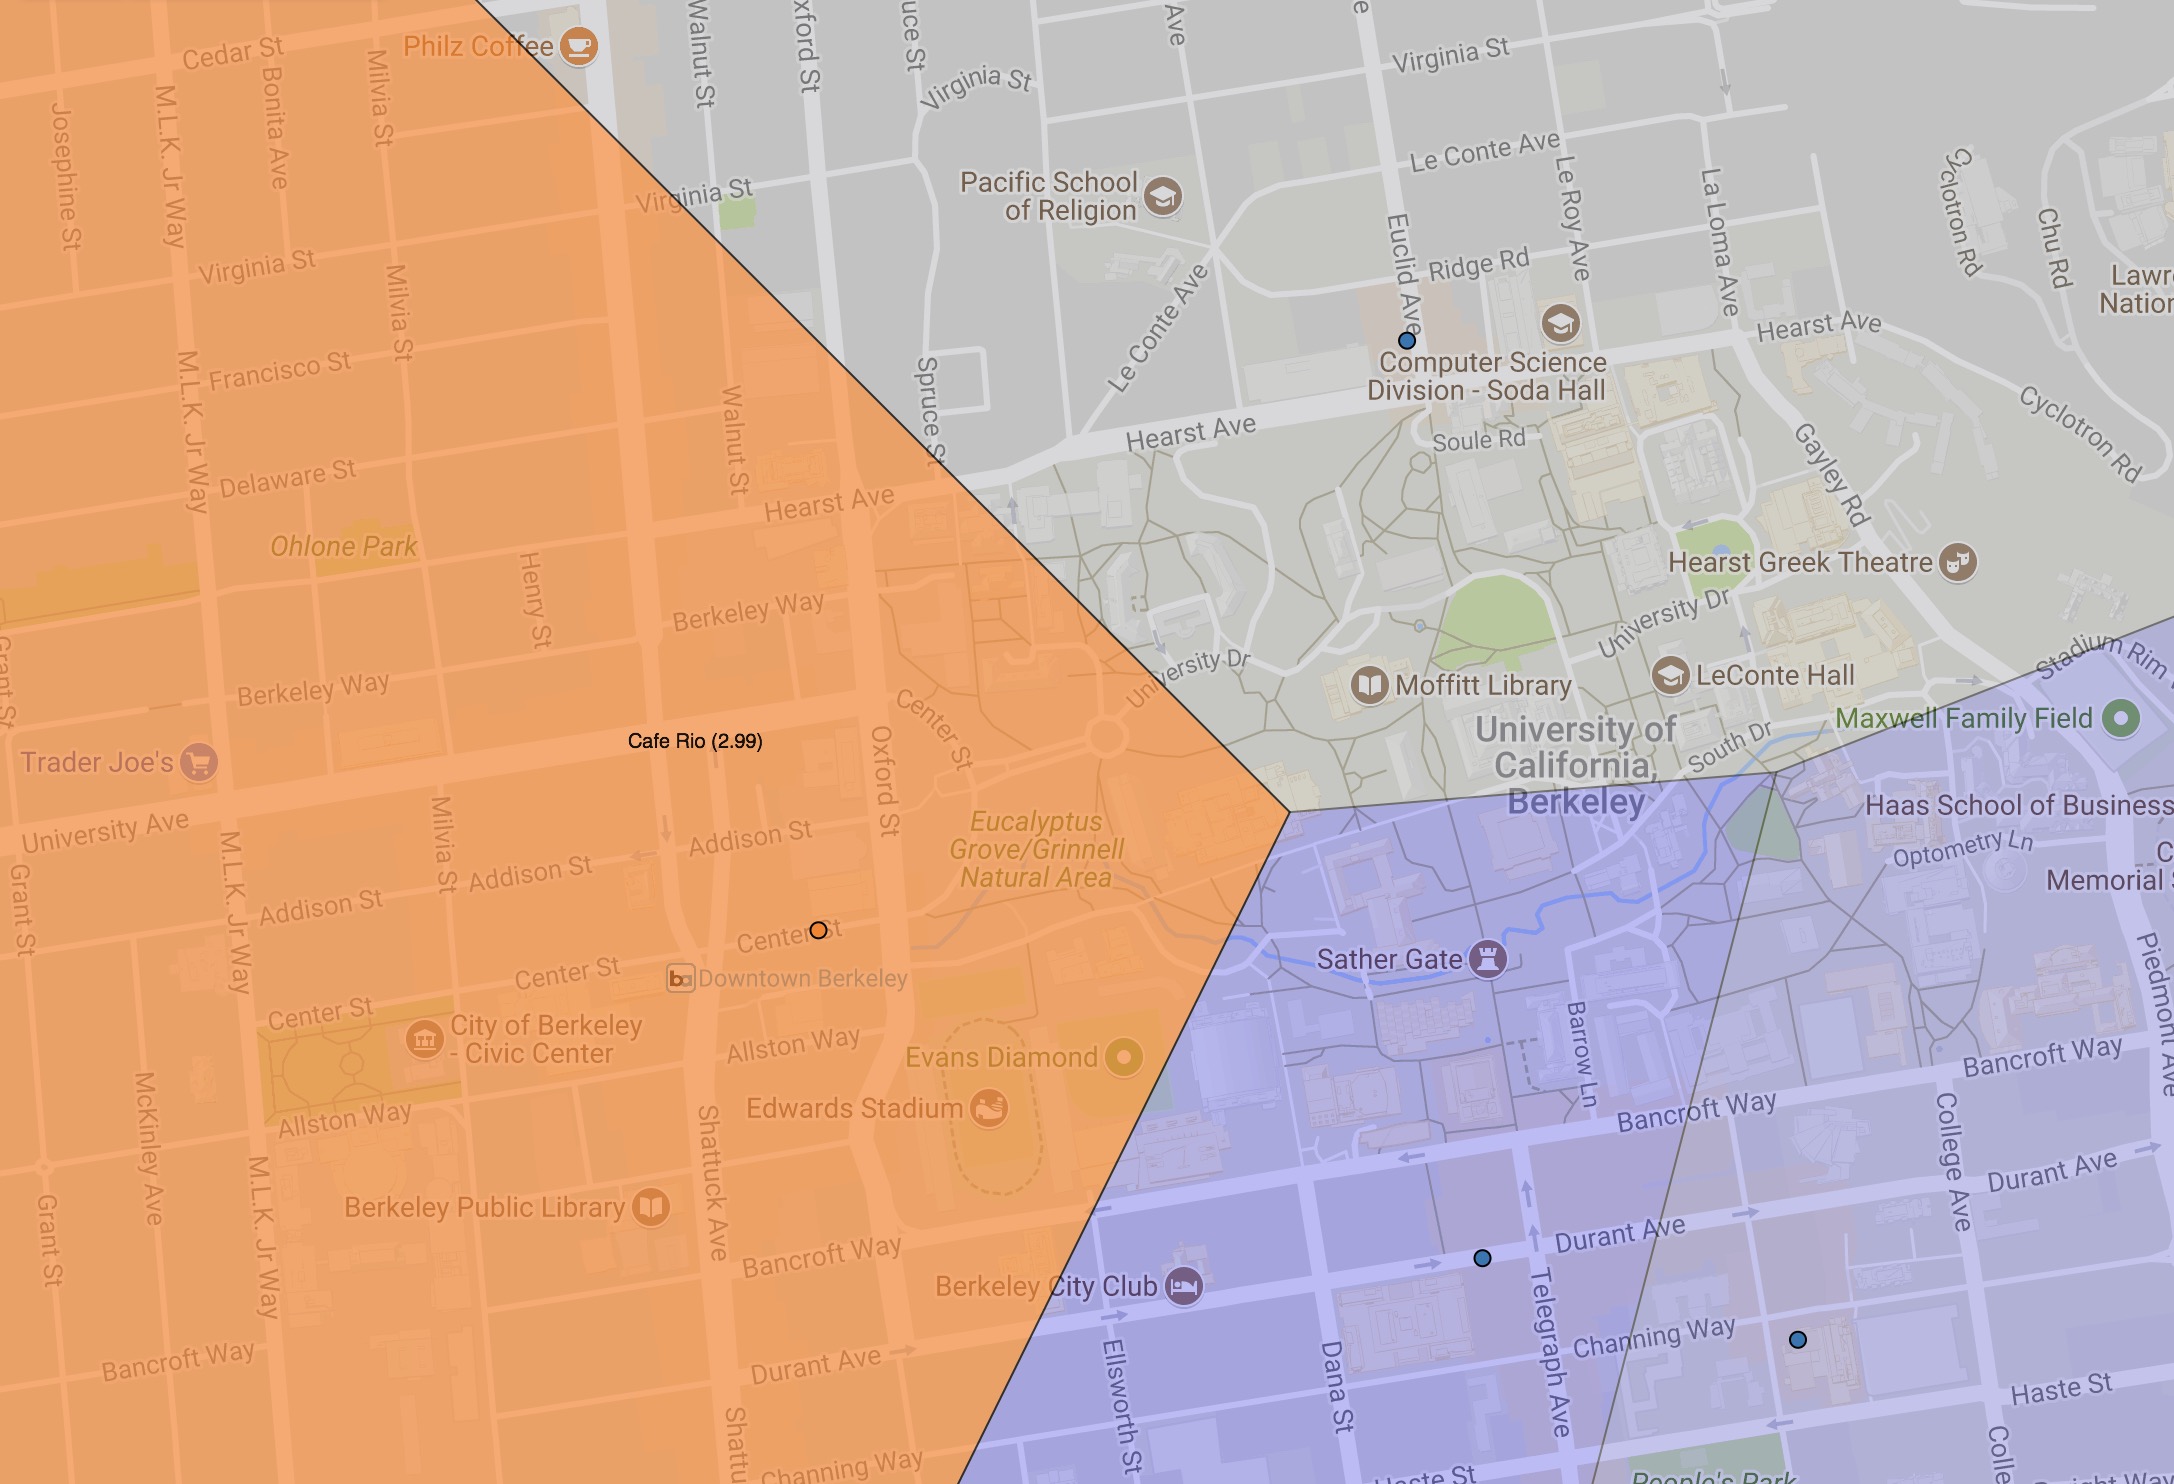 Cedar St
Bonita Ave
Milvia St
Philz Coffee
Walnut St
Oxford St
Spruce St
Ave
Virginia St
Virginia St
Josephine St
M.L.K. Jr Way
Virginia St
Pacific School
of Religion
Le Conte Ave
Le Roy Ave
La Loma Ave
Cyclotron Rd
Chu Rd
Virginia St
Milvia St
Euclid Ave
Ridge Rd
Le Conte Ave
Hearst Ave
Francisco St
M.L.K. Jr Way
Walnut St
Spruce St
Computer Science
Division - Soda Hall
Cyclotron Rd
Hearst Ave
Soule Rd
Gayley Rd
Delaware St
Hearst Ave
Ohlone Park
Henry St
Hearst Greek Theatre
Berkeley Way
University Dr
Grant St
Berkeley Way
Moffitt Library
LeConte Hall
Stadium Rim
Center St
Maxwell Family Field
University of
California,
Berkeley
South Dr
Cafe Rio (2.99)
Trader Joe's
Oxford St
University Ave
Milvia St
Addison St
Eucalyptus
Grove/Grinnell
Natural Area
Haas School of Business
Optometry Ln
Memorial
M.L.K. Jr Way
Addison St
Addison St
Grant St
Center St
Sather Gate
Downtown Berkeley
Center St
Center St
Piedmont Ave
City of Berkeley
- Civic Center
Allston Way
Evans Diamond
Barrow Ln
Bancroft Way
Edwards Stadium
Bancroft Way
College Ave
McKinley Ave
Allston Way
Shattuck Ave
Durant Ave
Grant St
M.L.K. Jr Way
Berkeley Public Library
Bancroft Way
Durant Ave
Berkeley City Club
Telegraph Ave
Channing Way
Bancroft Way
Durant Ave
Ellsworth St
Dana St
Haste St
Shattu
Channing Way
Haste St
People's Park
Colle